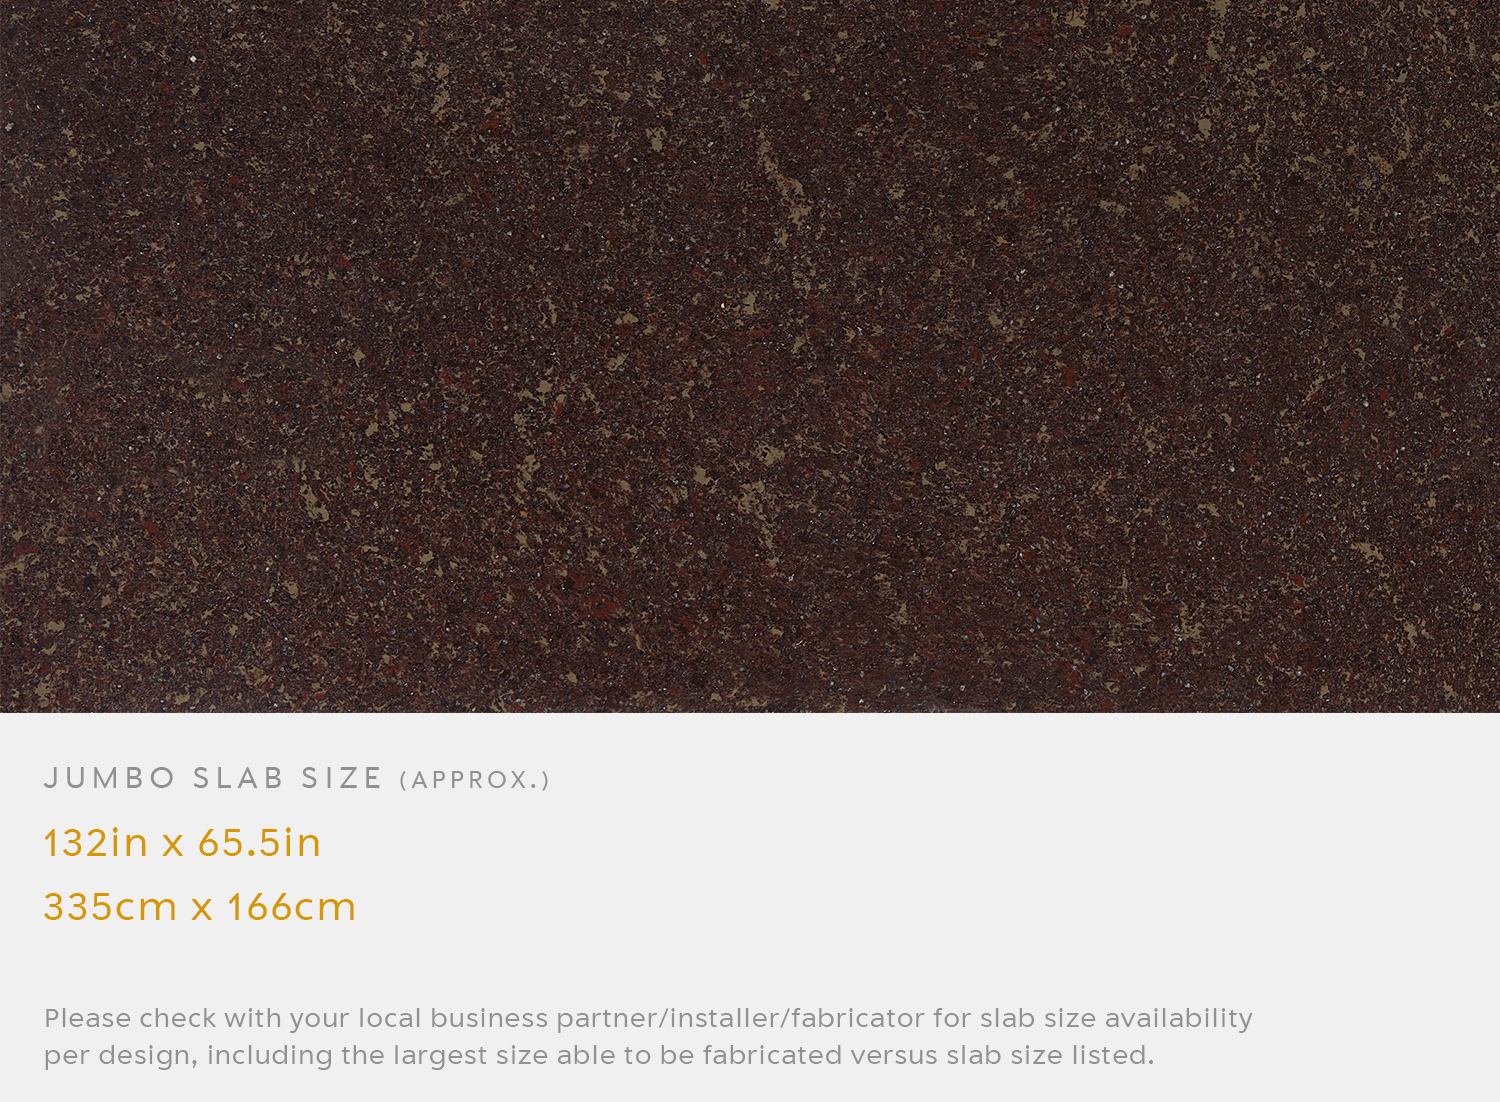 JUMBO SLAB SIZE (APPROX.)
132in x 65.5in
335cm x 166cm
Please check with your local business partner/installer/fabricator for slab size availability
per design, including the largest size able to be fabricated versus slab size listed.